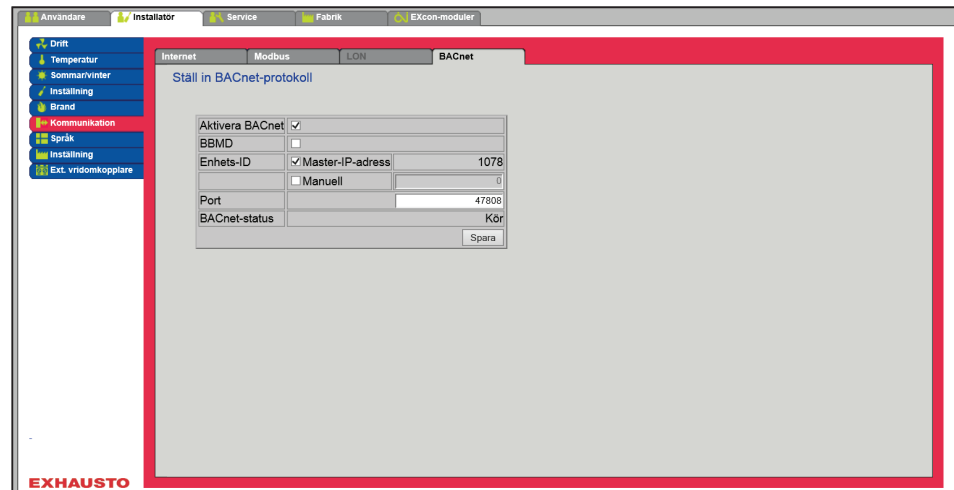 Användare Installatör Service Fabrik EXcon-moduler
Drift
Temperatur
Sommar/vinter
Inställning
Brand
Kommunikation
Språk
Inställning
Ext. vridomkopplare
Internet Modbus LON BACnet
Ställ in BACnet-protokoll
Aktivera BACnet
BBMD
Enhets-ID Master-IP-adress 1078
Manuell 0
Port 47808
BACnet-status Kör
Spara
-
EXHAUSTO